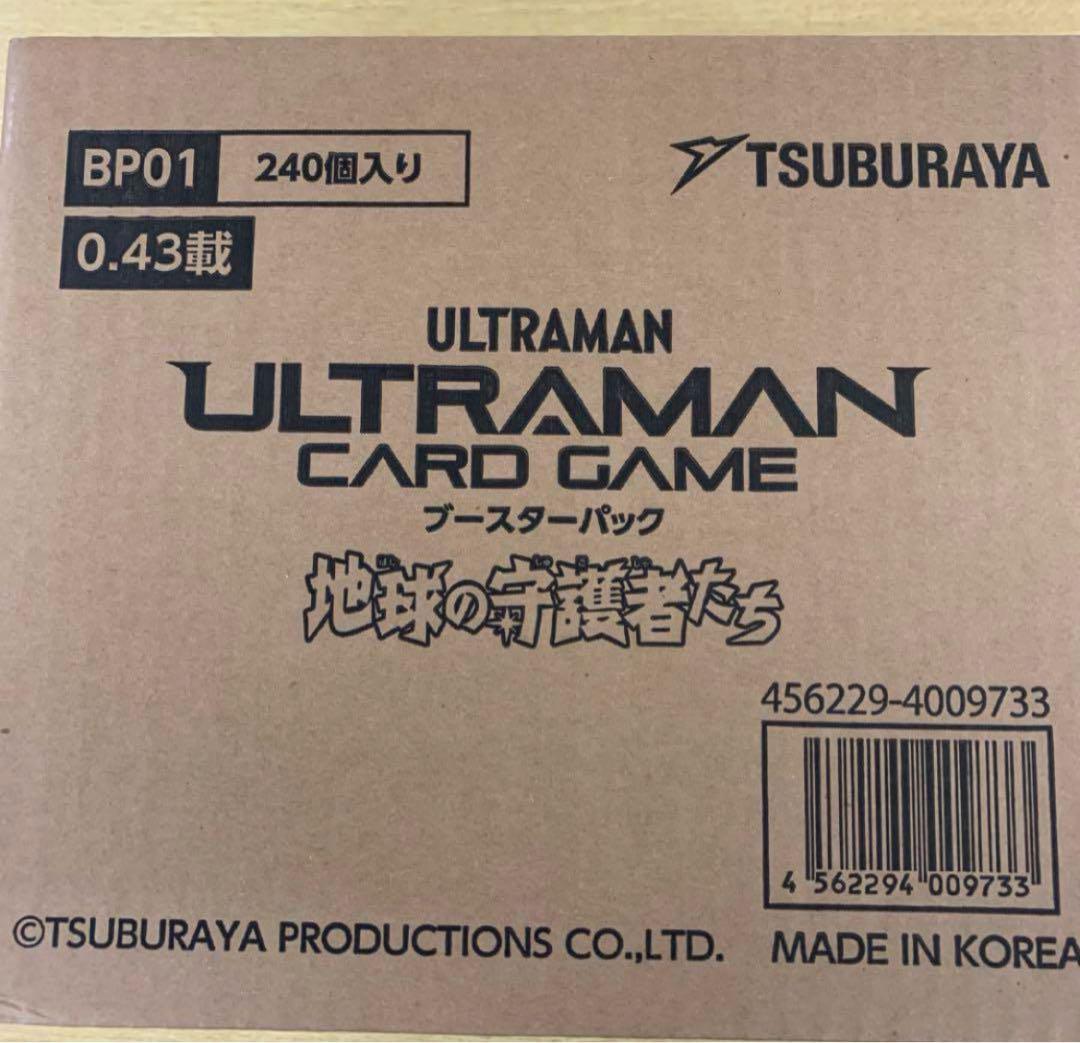 BP01 240個入り
TSUBURAYA
0.43載
ULTRAMAN
ULTRAMAN
CARD GAME
ブースターパック
地球の守護者たち
456229-4009733
4 562294 009733
©TSUBURAYA PRODUCTIONS CO.,LTD. MADE IN KOREA